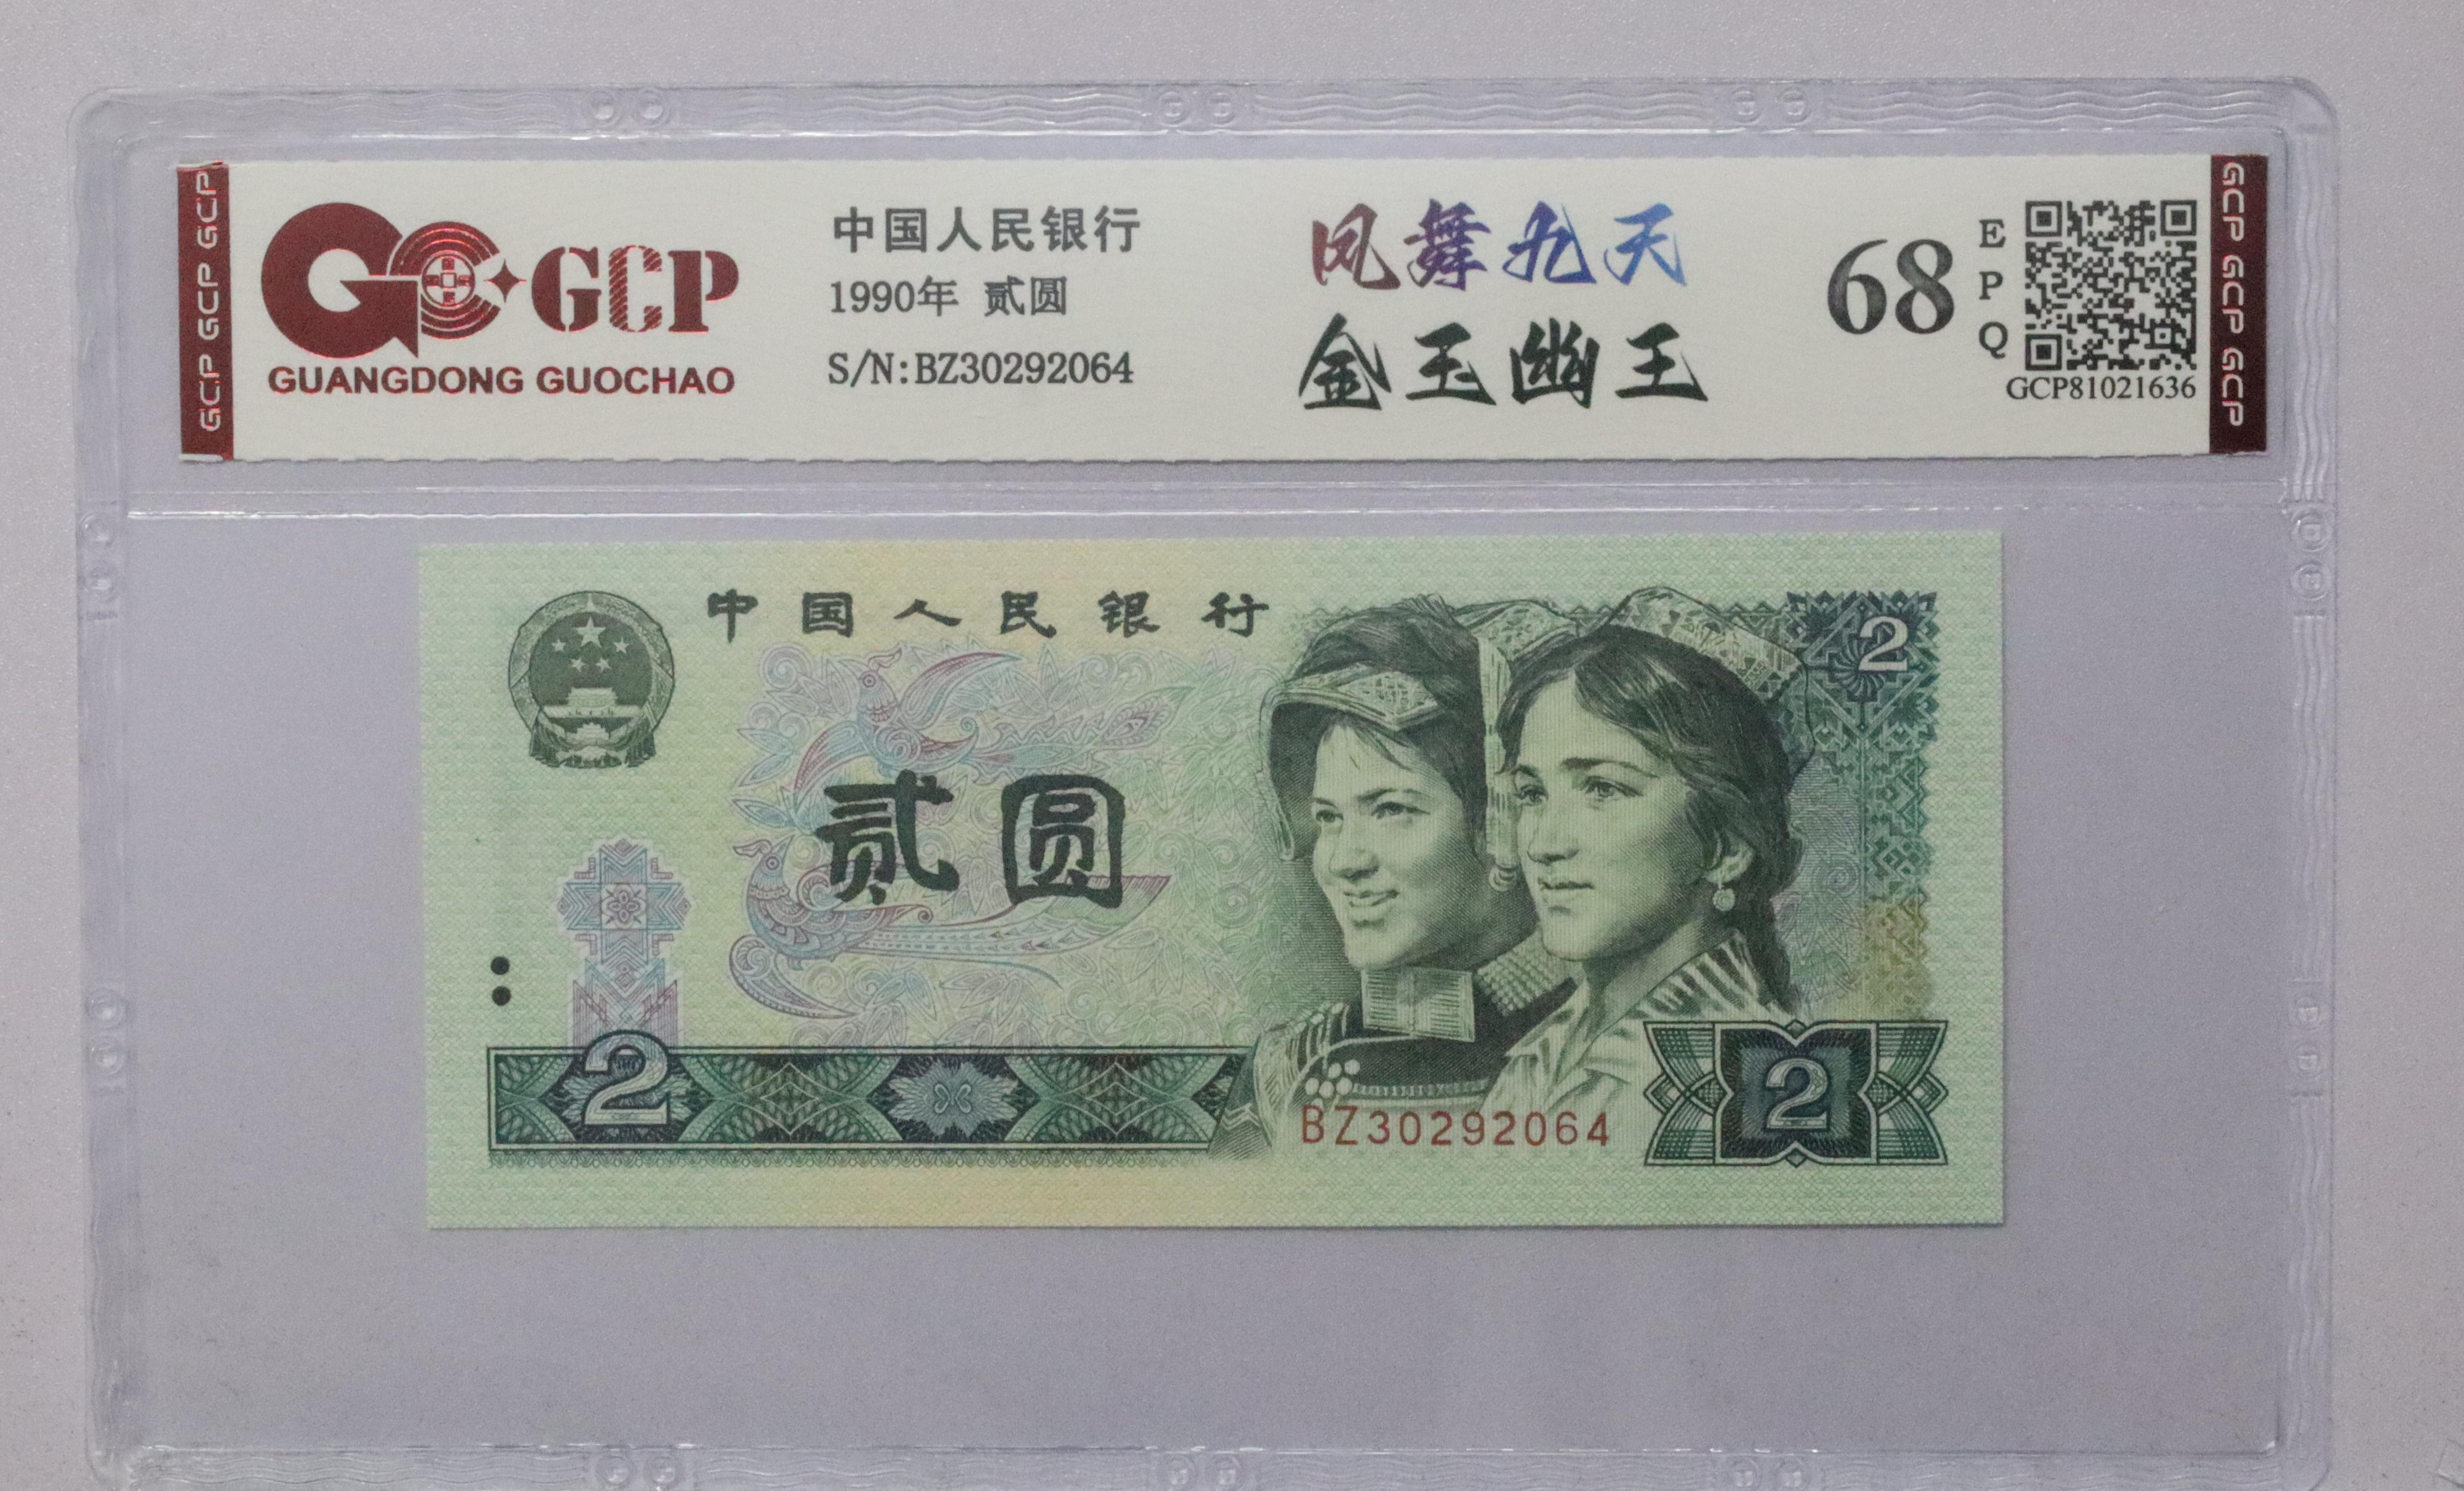 GCP GCP GCP
GCP
GUANGDONG GUOCHAO
中国人民银行
1990年 贰圆
S/N:BZ30292064
凤舞九天
金玉幽王
68
EPQ
GCP81021636
GCP GCP GCP
中国人民银行
2
贰圆
2
BZ30292064
2